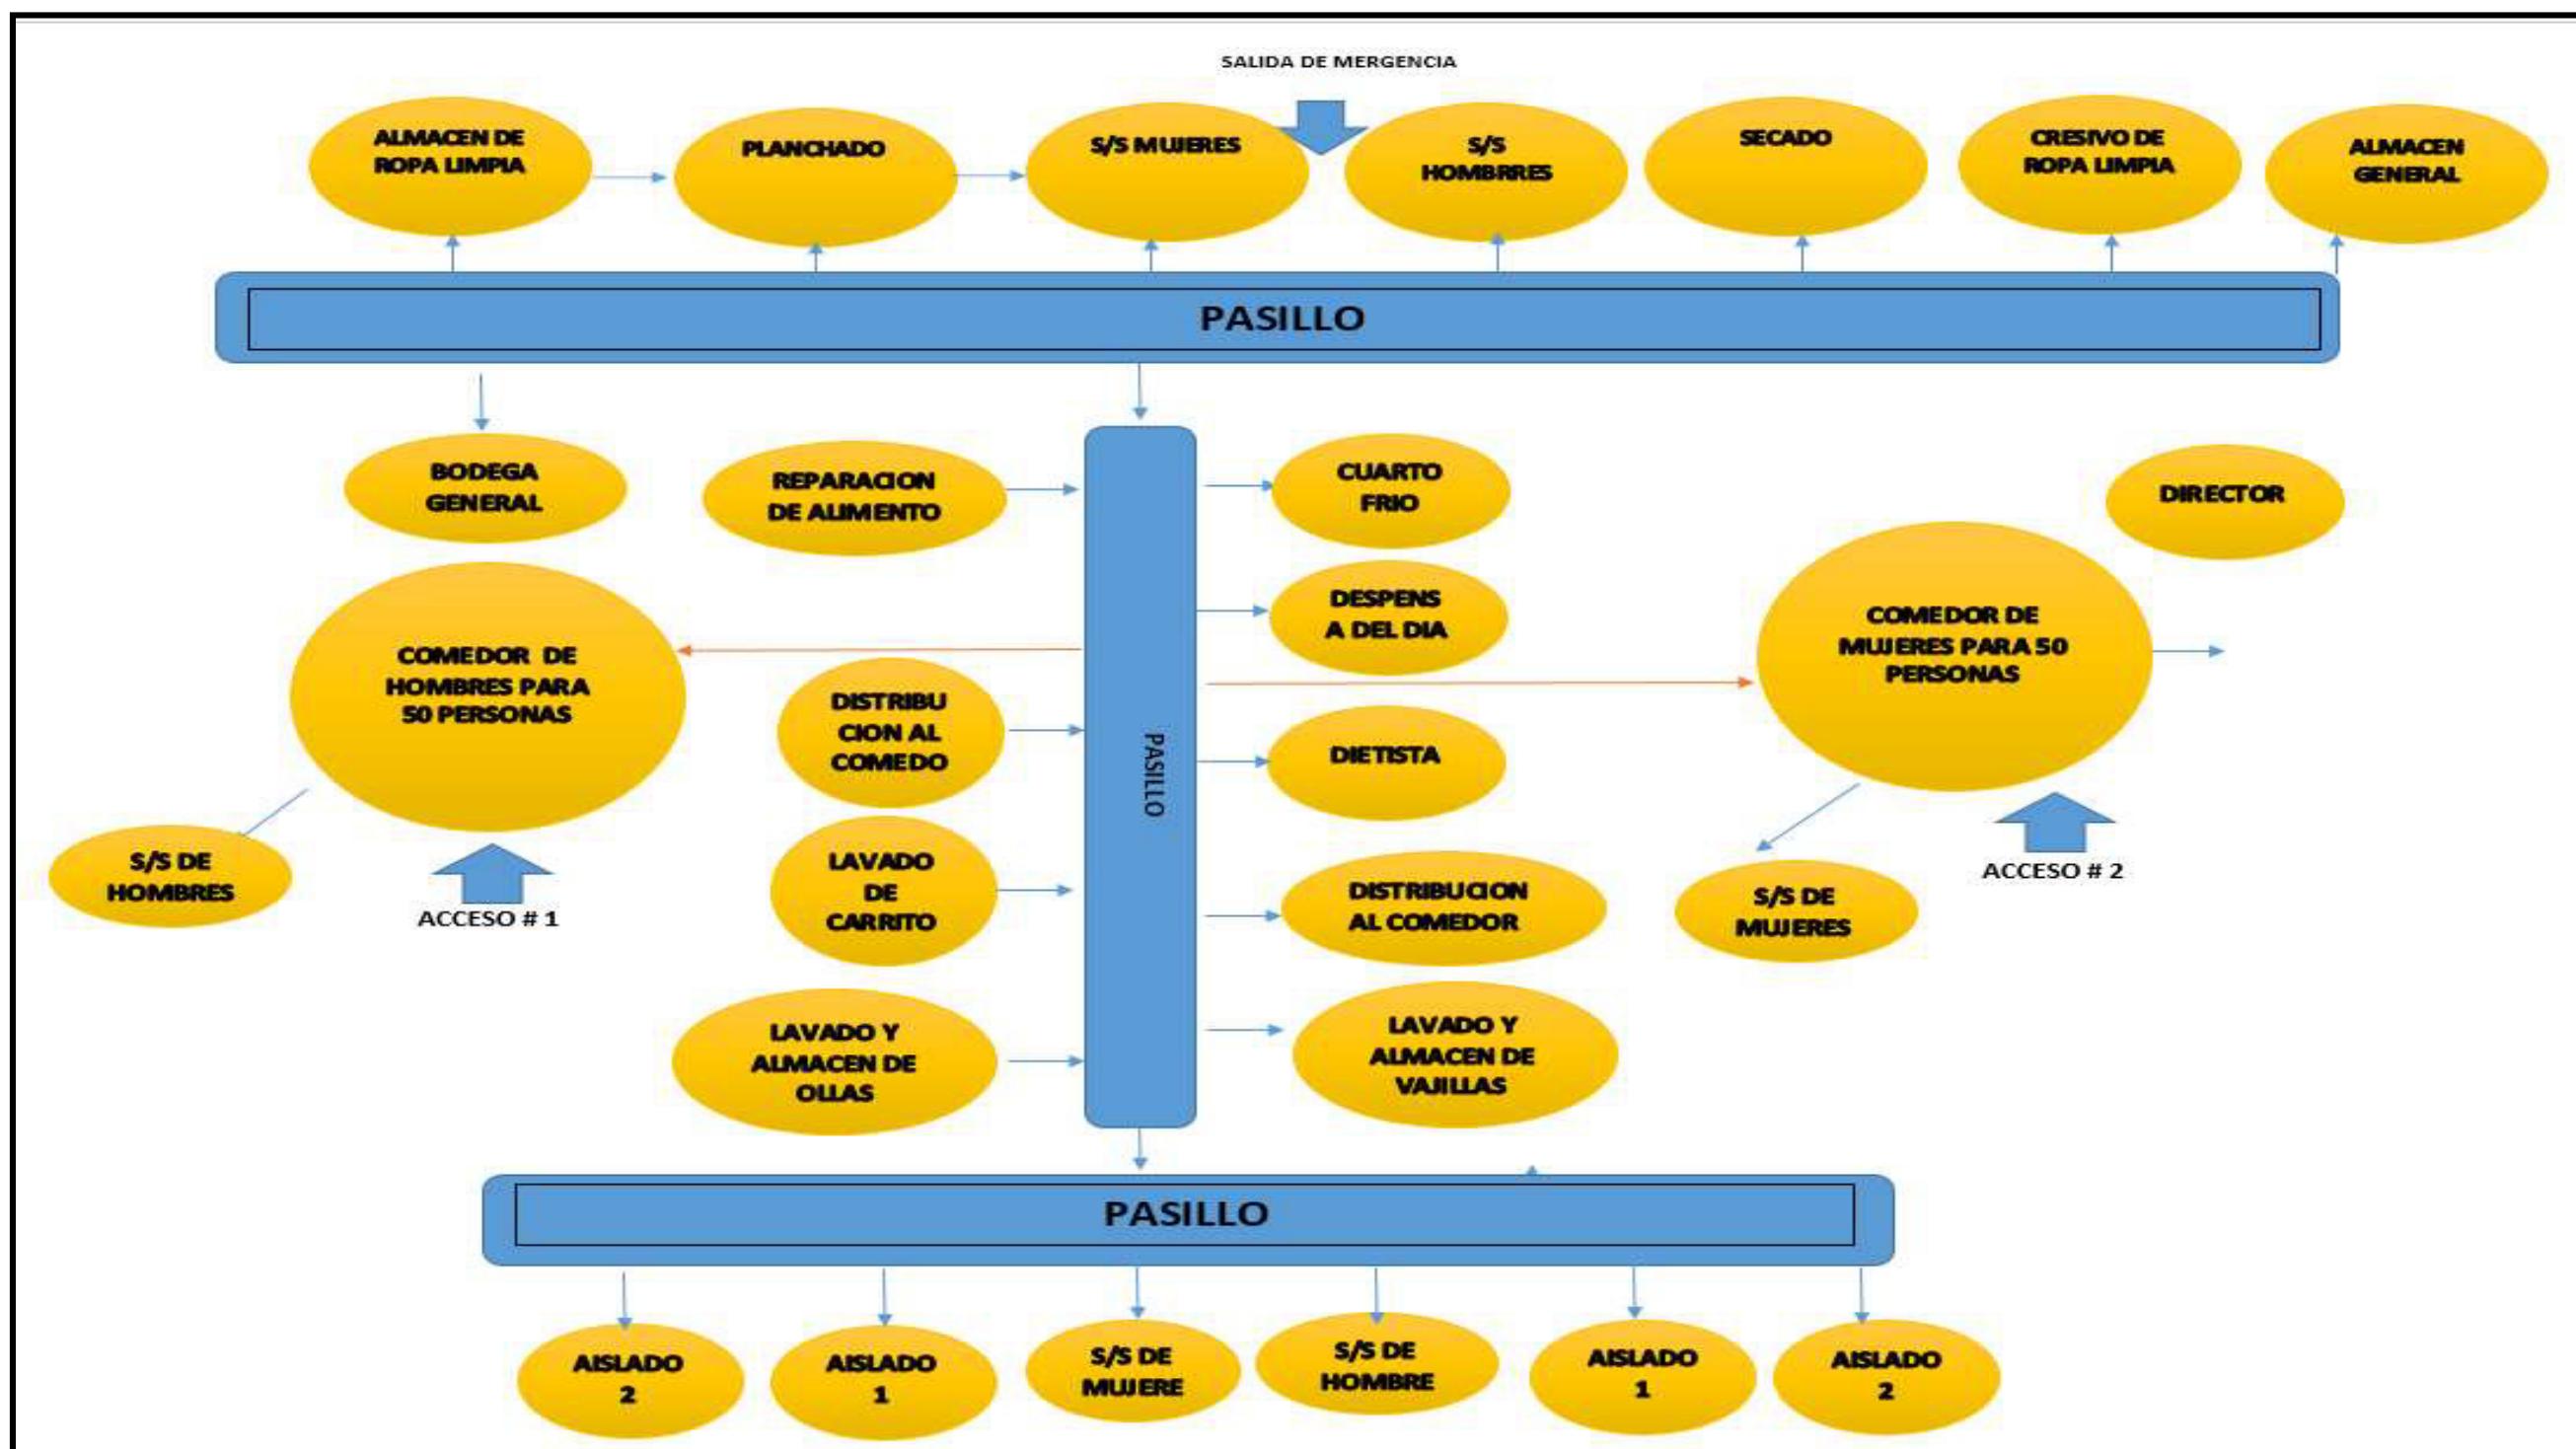 SALIDA DE MERGENCIA
ALMACEN DE
ROPA LIMPIA
PLANCHADO
S/S MUJERES
S/S
HOMBRRES
SECADO
CRESIVO DE
ROPA LIMPIA
ALMACEN
GENERAL
PASILLO
BODEGA
GENERAL
REPARACION
DE ALIMENTO
CUARTO
FRIO
DIRECTOR
COMEDOR DE
HOMBRES PARA
50 PERSONAS
DESPENS
A DEL DIA
COMEDOR DE
MUJERES PARA 50
PERSONAS
DISTRIBU
CION AL
COMEDO
PASILLO
DIETISTA
S/S DE
HOMBRES
ACCESO # 1
LAVADO
DE
CARRITO
DISTRIBUCION
AL COMEDOR
S/S DE
MUJERES
ACCESO # 2
LAVADO Y
ALMACEN DE
OLLAS
LAVADO Y
ALMACEN DE
VAJILLAS
PASILLO
AISLADO
2
AISLADO
1
S/S DE
MUJERE
S/S DE
HOMBRE
AISLADO
1
AISLADO
2